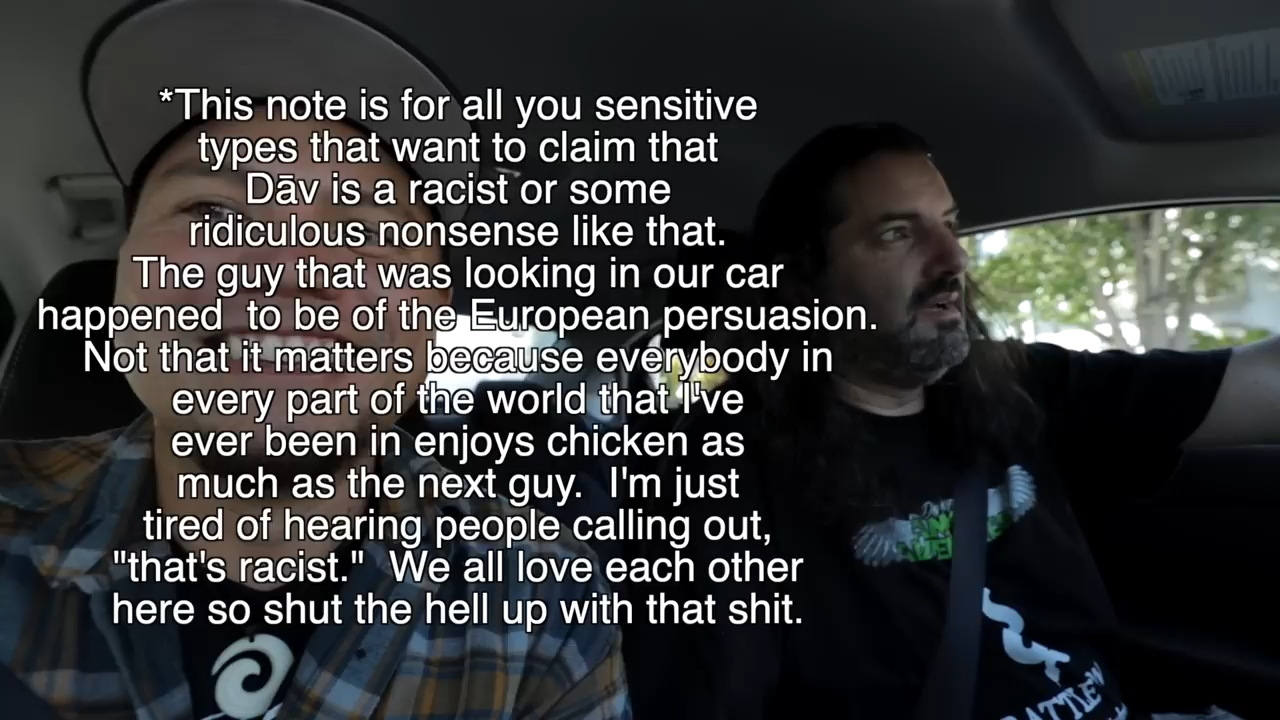 *This note is for all you sensitive
types that want to claim that
Dāv is a racist or some
ridiculous nonsense like that.
The guy that was looking in our car
happened  to be of the European persuasion.
Not that it matters because everybody in
every part of the world that I've
ever been in enjoys chicken as
much as the next guy.  I'm just
tired of hearing people calling out,
"that's racist."  We all love each other
here so shut the hell up with that shit.